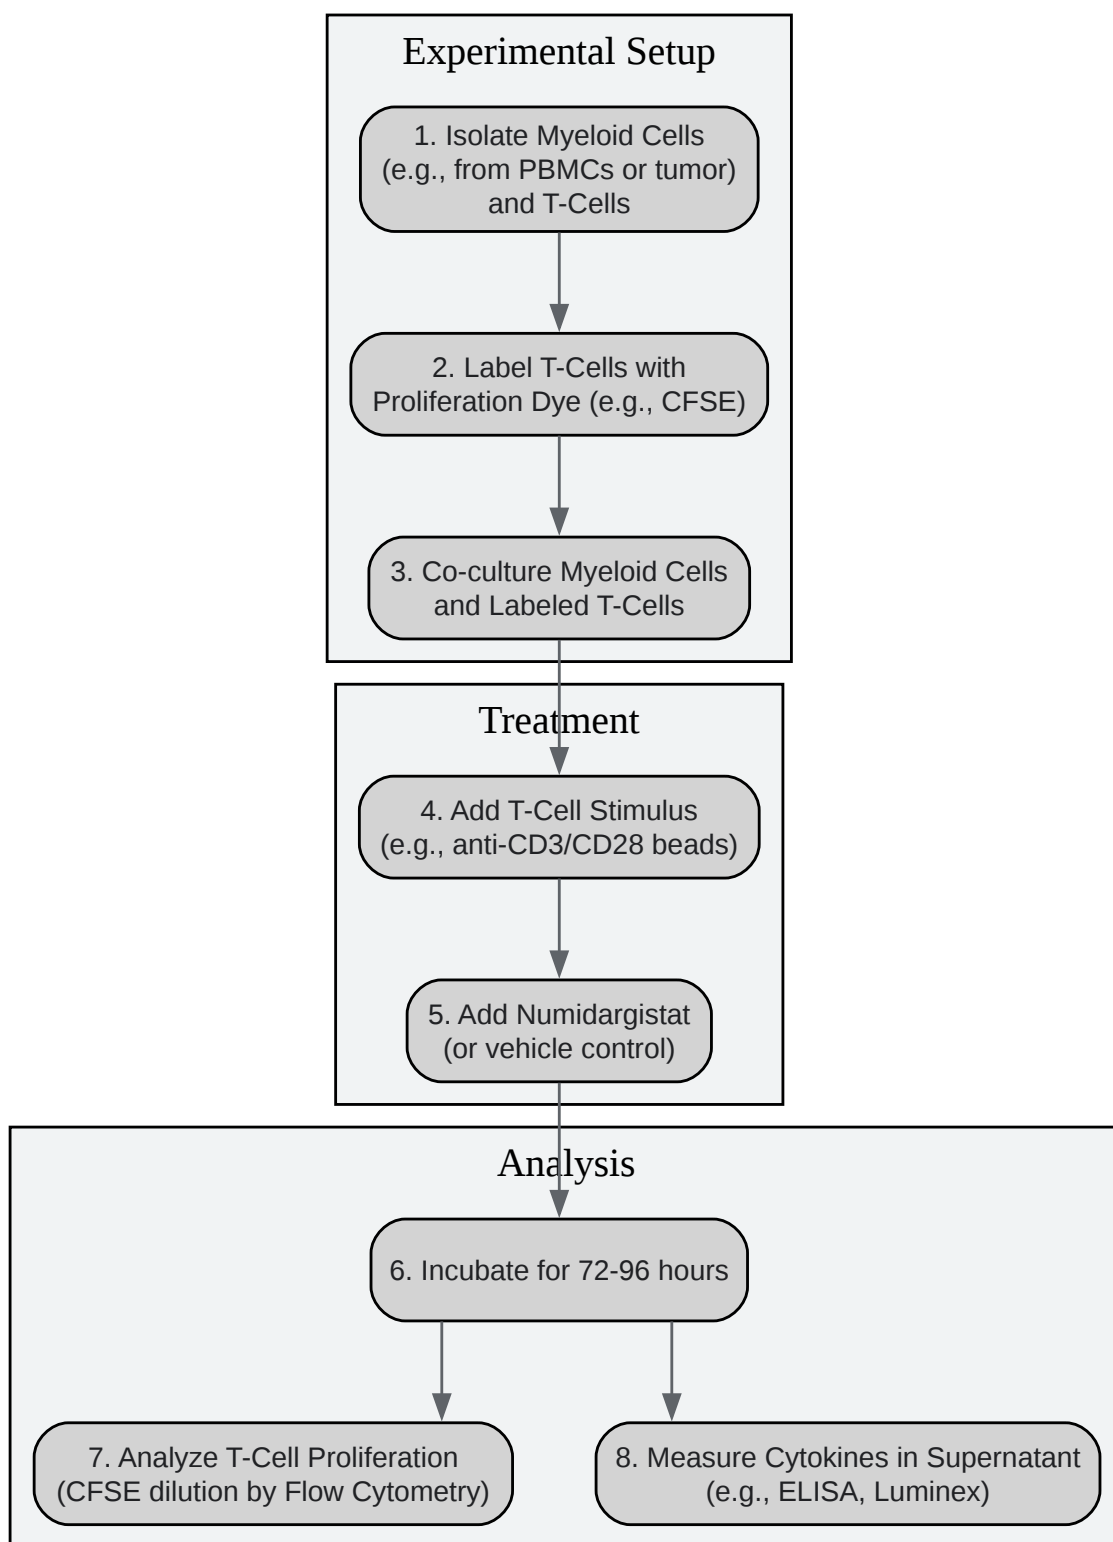 Experimental Setup
1. Isolate Myeloid Cells
(e.g., from PBMCs or tumor)
and T-Cells
2. Label T-Cells with
Proliferation Dye (e.g., CFSE)
3. Co-culture Myeloid Cells
and Labeled T-Cells
Treatment
4. Add T-Cell Stimulus
(e.g., anti-CD3/CD28 beads)
5. Add Numidargistat
(or vehicle control)
Analysis
6. Incubate for 72-96 hours
7. Analyze T-Cell Proliferation
(CFSE dilution by Flow Cytometry)
8. Measure Cytokines in Supernatant
(e.g., ELISA, Luminex)